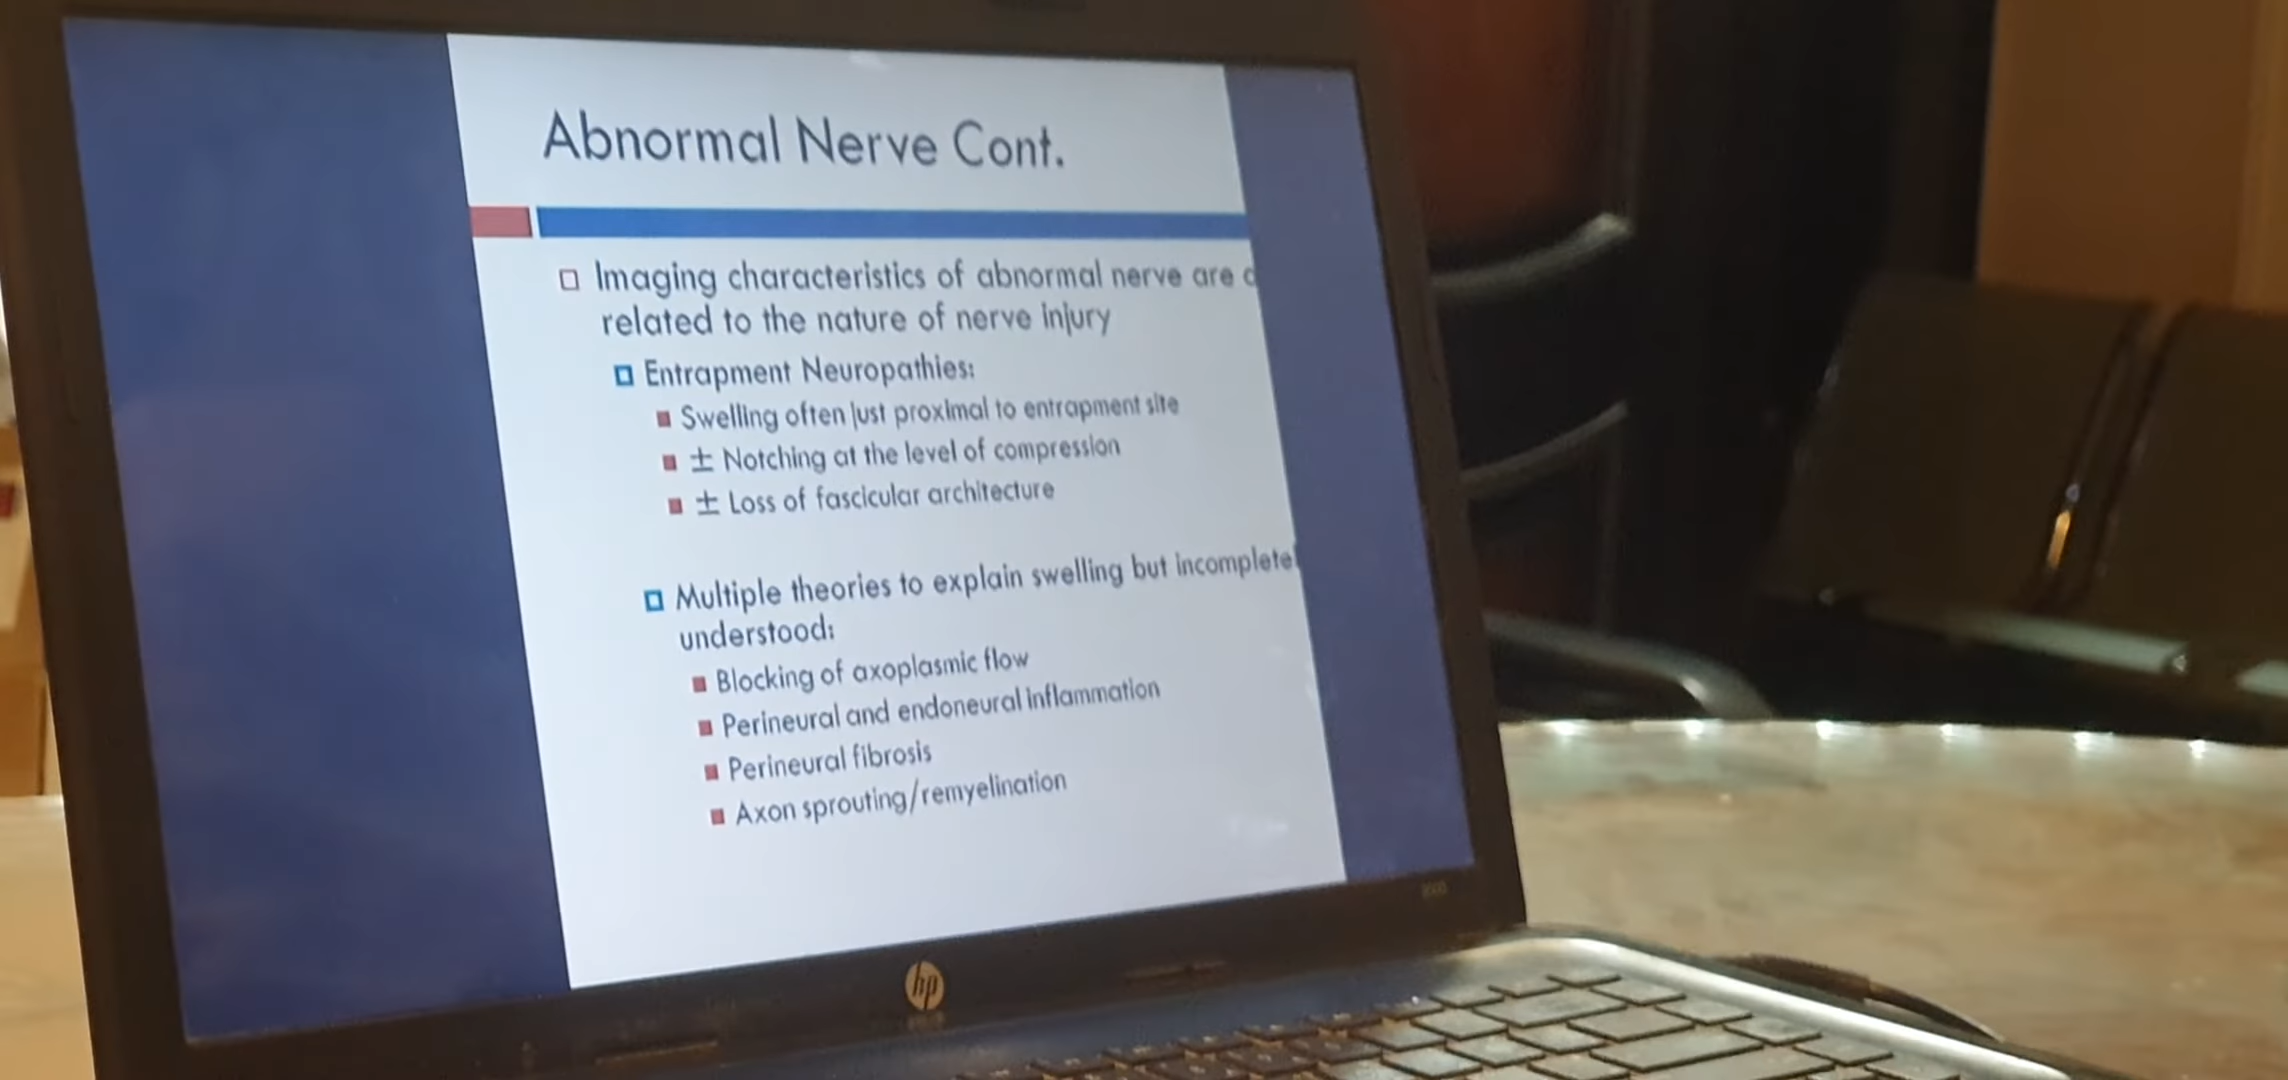 Abnormal Nerve Cont.
Imaging characteristics of abnormal nerve are
related to the nature of nerve injury
Entrapment Neuropathies:
Swelling often just proximal to entrapment site
± Notching at the level of compression
± Loss of fascicular architecture
Multiple theories to explain swelling but incomplete
understood:
Blocking of axoplasmic flow
Perineural and endoneural inflammation
Perineural fibrosis
Axon sprouting/remyelination
hp